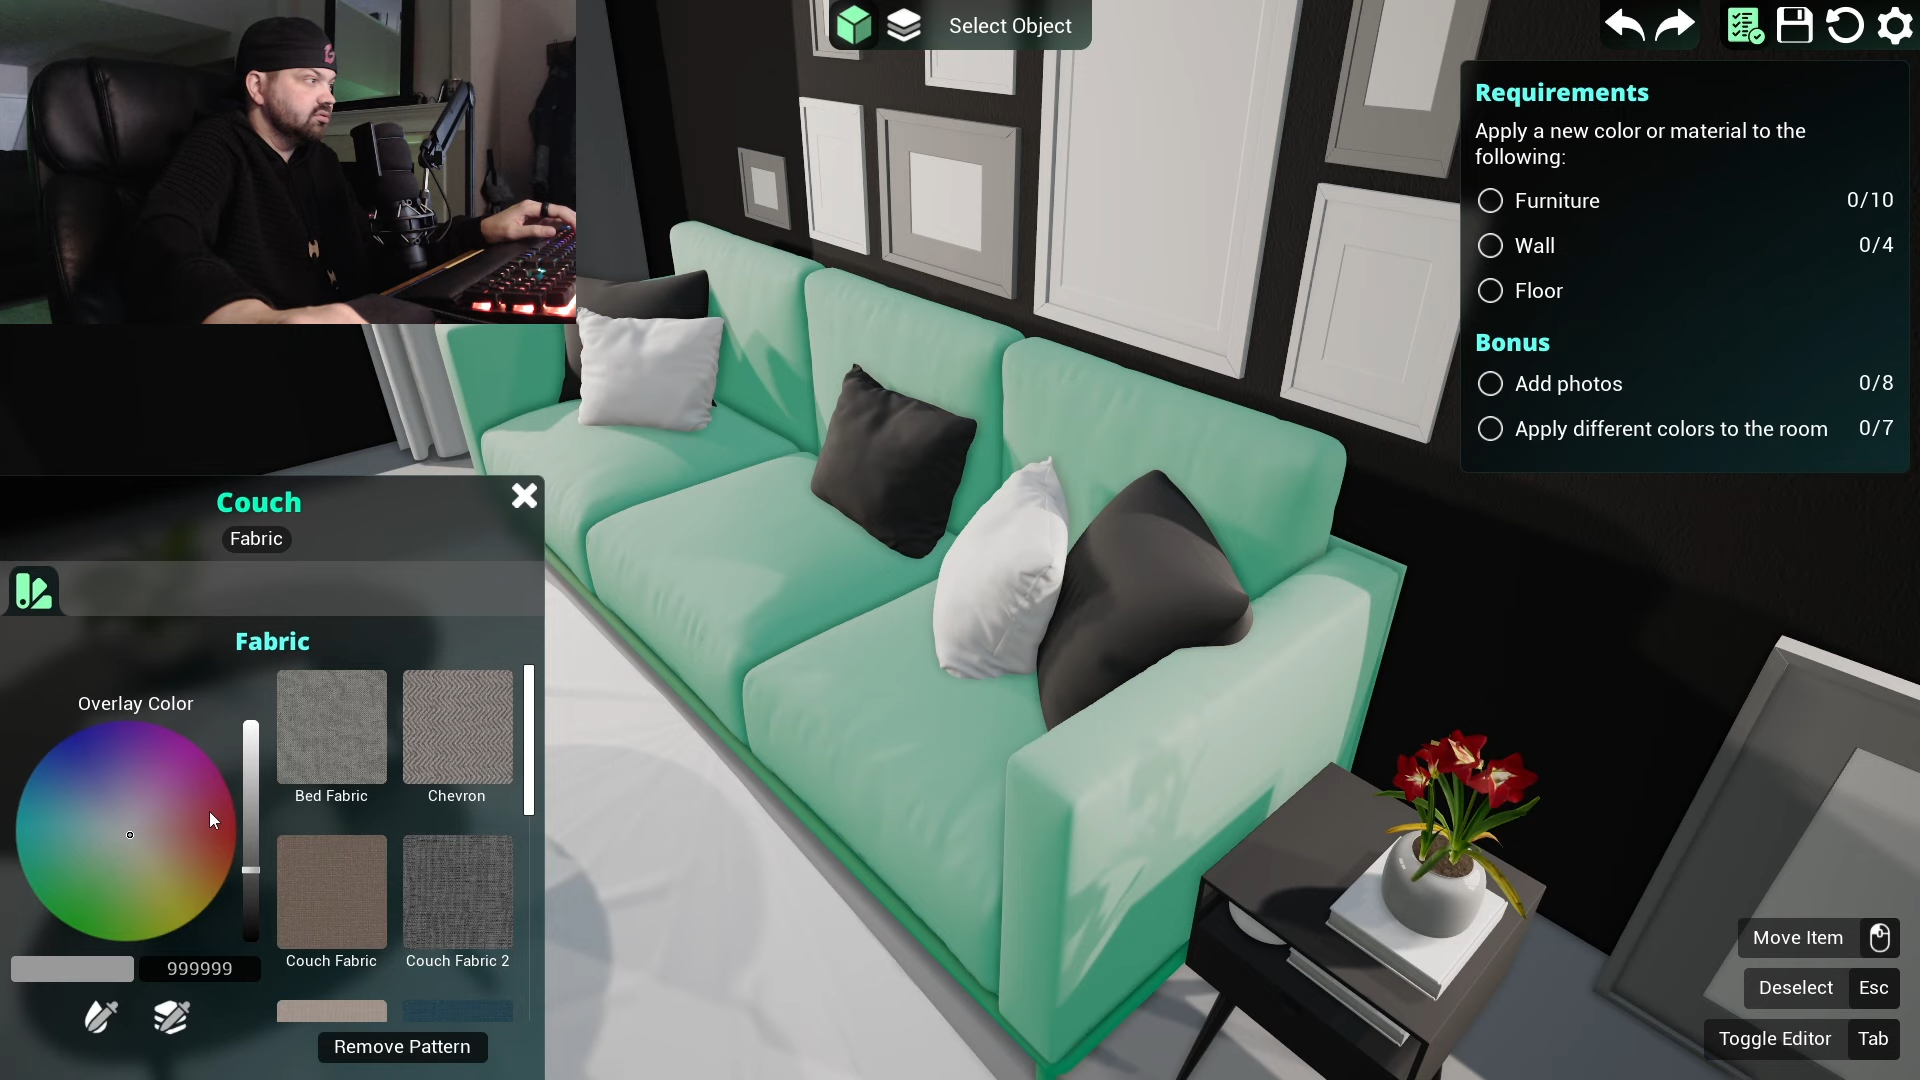 Select Object
Requirements
Apply a new color or material to the
following:
Furniture 0/10
Wall 0/4
Floor
Bonus
Add photos 0/8
Apply different colors to the room 0/7
Couch
Fabric
Fabric
Overlay Color
Bed Fabric
Chevron
Couch Fabric
Couch Fabric 2
999999
Remove Pattern
Move Item
Deselect Esc
Toggle Editor Tab